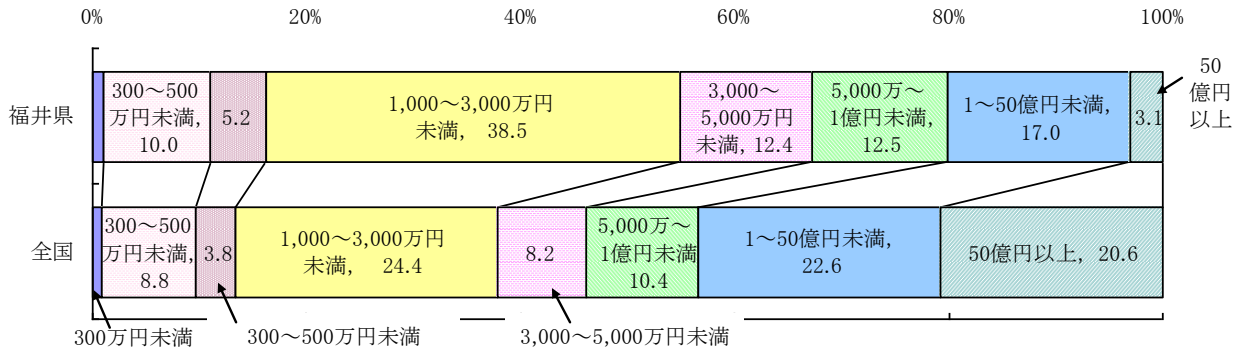 0%
20%
40%
60%
80%
100%
福井県
300～500
万円未満,
10.0
5.2
1,000～3,000万円
未満, 38.5
3,000～
5,000万円
未満, 12.4
5,000万～
1億円未満,
12.5
1～50億円未満,
17.0
3.1
50
億円
以上
全国
300～500
万円未満,
8.8
3.8
1,000～3,000万円
未満, 24.4
8.2
5,000万～
1億円未満
10.4
1～50億円未満,
22.6
50億円以上, 20.6
300万円未満
300～500万円未満
3,000～5,000万円未満